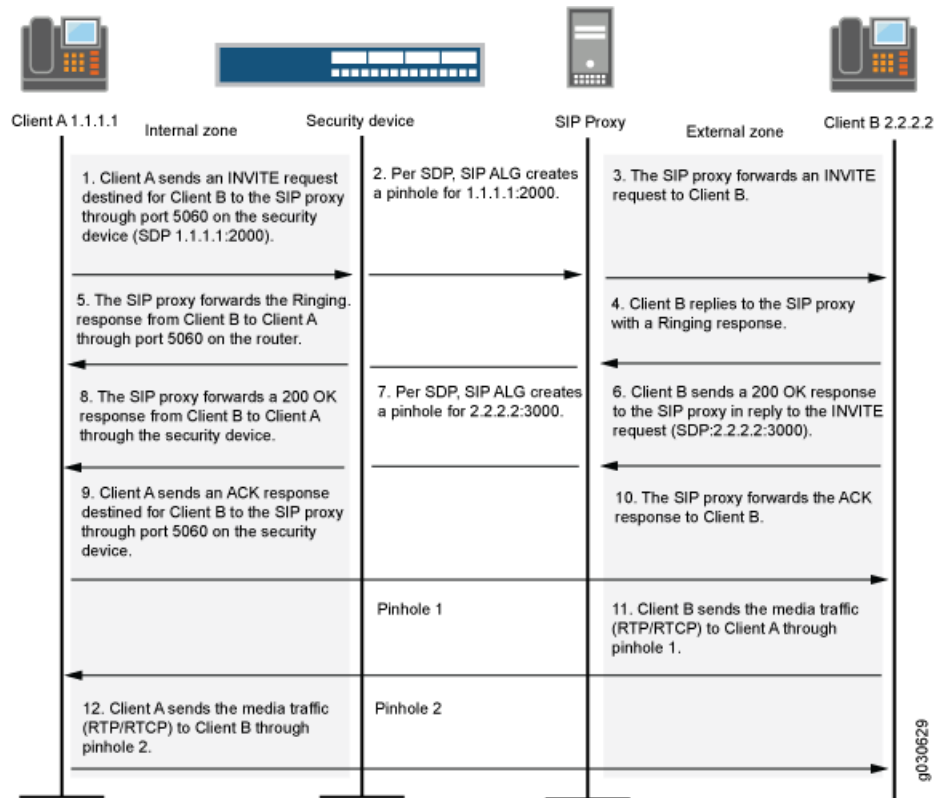 Client A 1.1.1.1
Internal zone
Security device
SIP Proxy
External zone
Client B 2.2.2.2
1. Client A sends an INVITE request
destined for Client B to the SIP proxy
through port 5060 on the security
device (SDP 1.1.1.1:2000).
2. Per SDP, SIP ALG creates
a pinhole for 1.1.1.1:2000.
3. The SIP proxy forwards an INVITE
request to Client B.
5. The SIP proxy forwards the Ringing.
response from Client B to Client A
through port 5060 on the router.
4. Client B replies to the SIP proxy
with a Ringing response.
8. The SIP proxy forwards a 200 OK
response from Client B to Client A
through the security device.
7. Per SDP, SIP ALG creates
a pinhole for 2.2.2.2:3000.
6. Client B sends a 200 OK response
to the SIP proxy in reply to the INVITE
request (SDP:2.2.2.2:3000).
9. Client A sends an ACK response
destined for Client B to the SIP proxy
through port 5060 on the security
device.
10. The SIP proxy forwards the ACK
response to Client B.
Pinhole 1
11. Client B sends the media traffic
(RTP/RTCP) to Client A through
pinhole 1.
12. Client A sends the media traffic
(RTP/RTCP) to Client B through
pinhole 2.
Pinhole 2
g030629